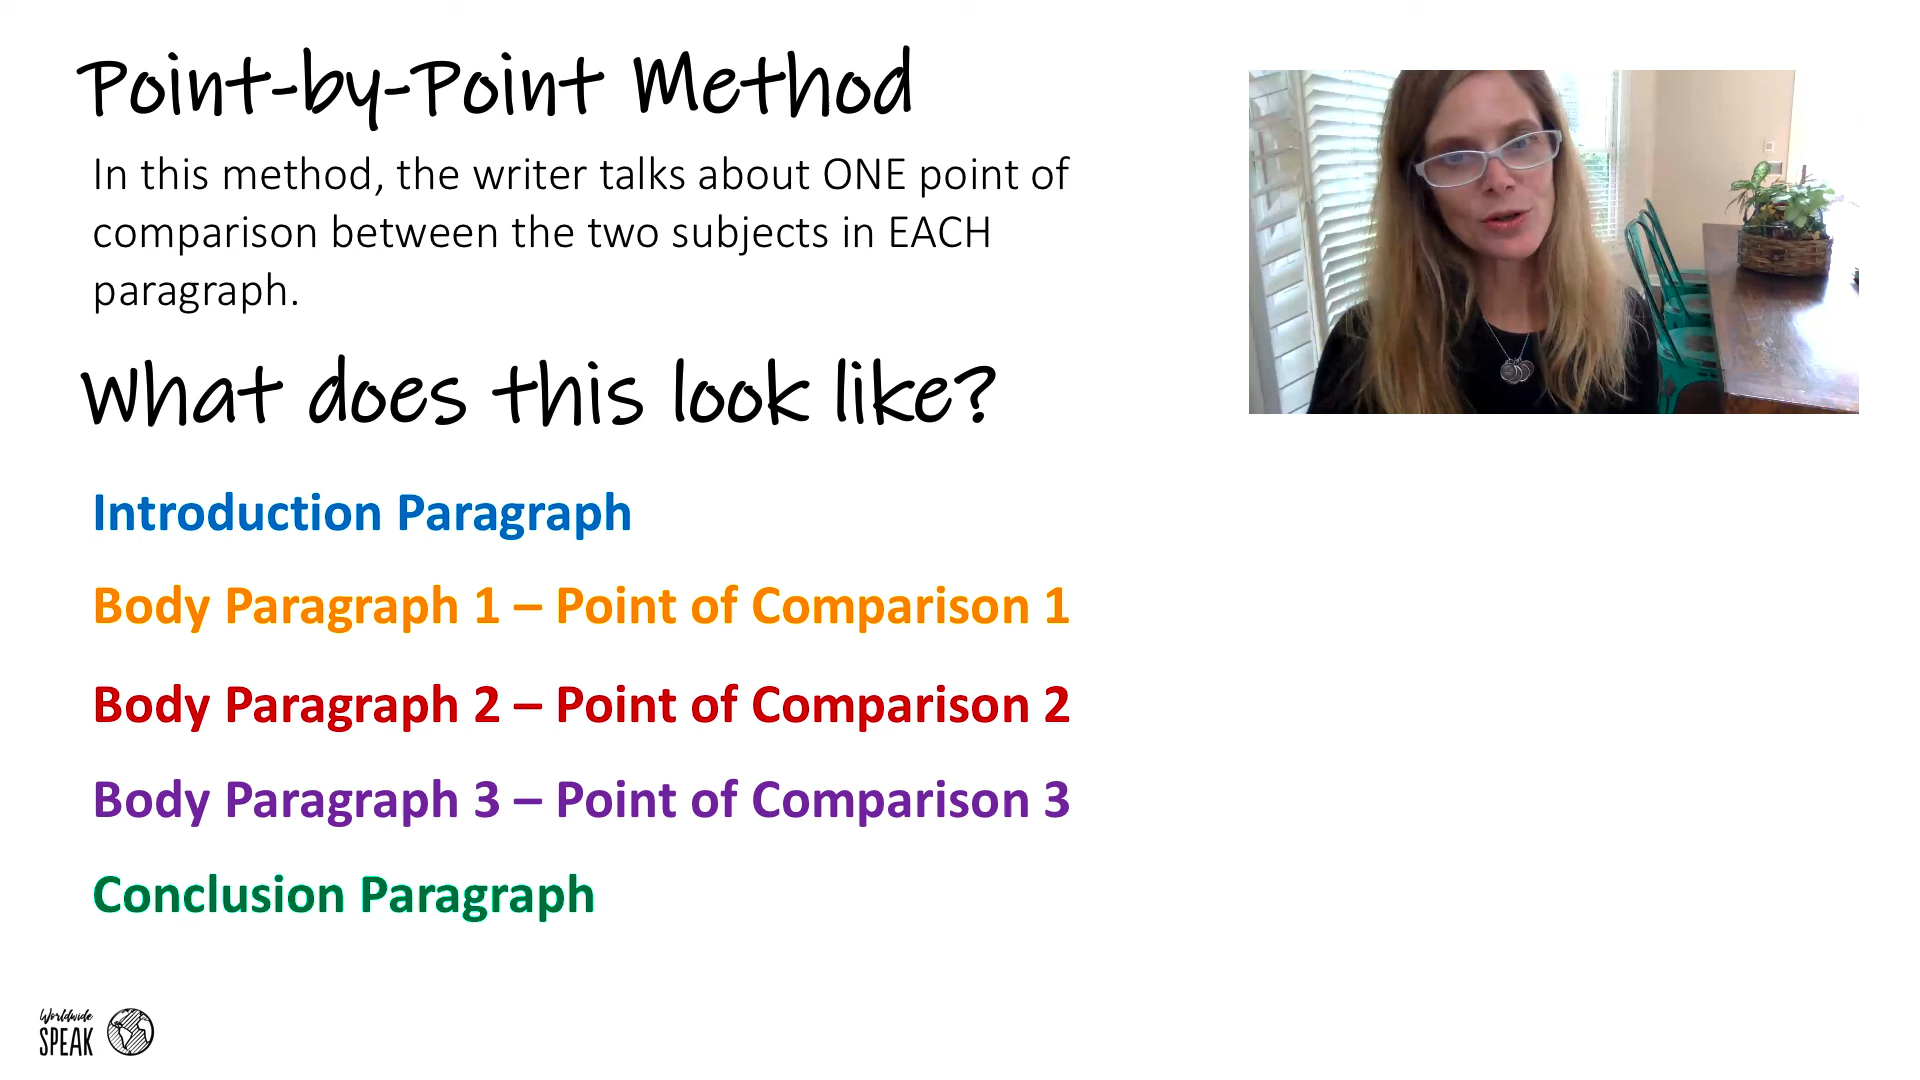 Point-by-Point Method
In this method, the writer talks about ONE point of
comparison between the two subjects in EACH
paragraph.
What does this look like?
Introduction Paragraph
Body Paragraph 1 – Point of Comparison 1
Body Paragraph 2 – Point of Comparison 2
Body Paragraph 3 – Point of Comparison 3
Conclusion Paragraph
Worldwide
SPEAK